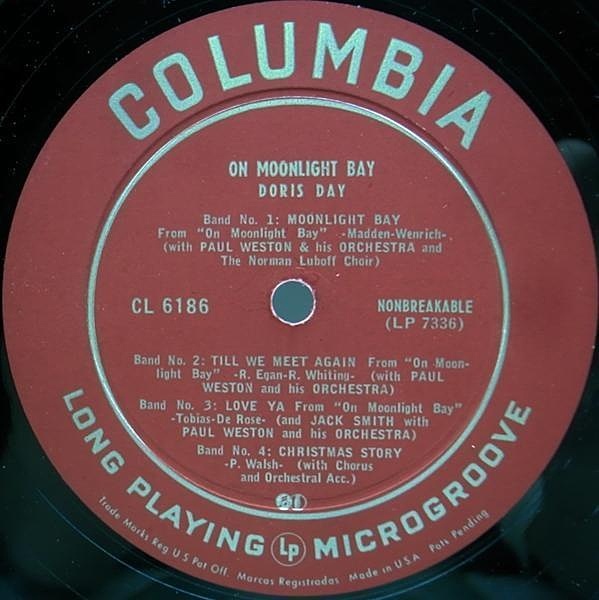 COLUMBIA
ON MOONLIGHT BAY
DORIS DAY
Band No. 1: MOONLIGHT BAY
From "On Moonlight Bay" -Madden-Wenrich-
(with PAUL WESTON & his ORCHESTRA and
The Norman Luboff Choir)
CL 6186
NONBREAKABLE
(LP 7336)
Band No. 2: TILL WE MEET AGAIN From "On Moon-
light Bay" -R. Egan-R. Whiting- (with PAUL
WESTON and his ORCHESTRA)
Band No. 3: LOVE YA From "On Moonlight Bay"
-Tobias-De Rose- (and JACK SMITH with
PAUL WESTON and his ORCHESTRA)
Band No. 4: CHRISTMAS STORY
-P. Walsh- (with Chorus
and Orchestral Acc.)
LONG PLAYING Lp MICROGROOVE
Trade Marks Reg U S Pat Off. Marcas Registradas Made in U.S.A Pats Pending